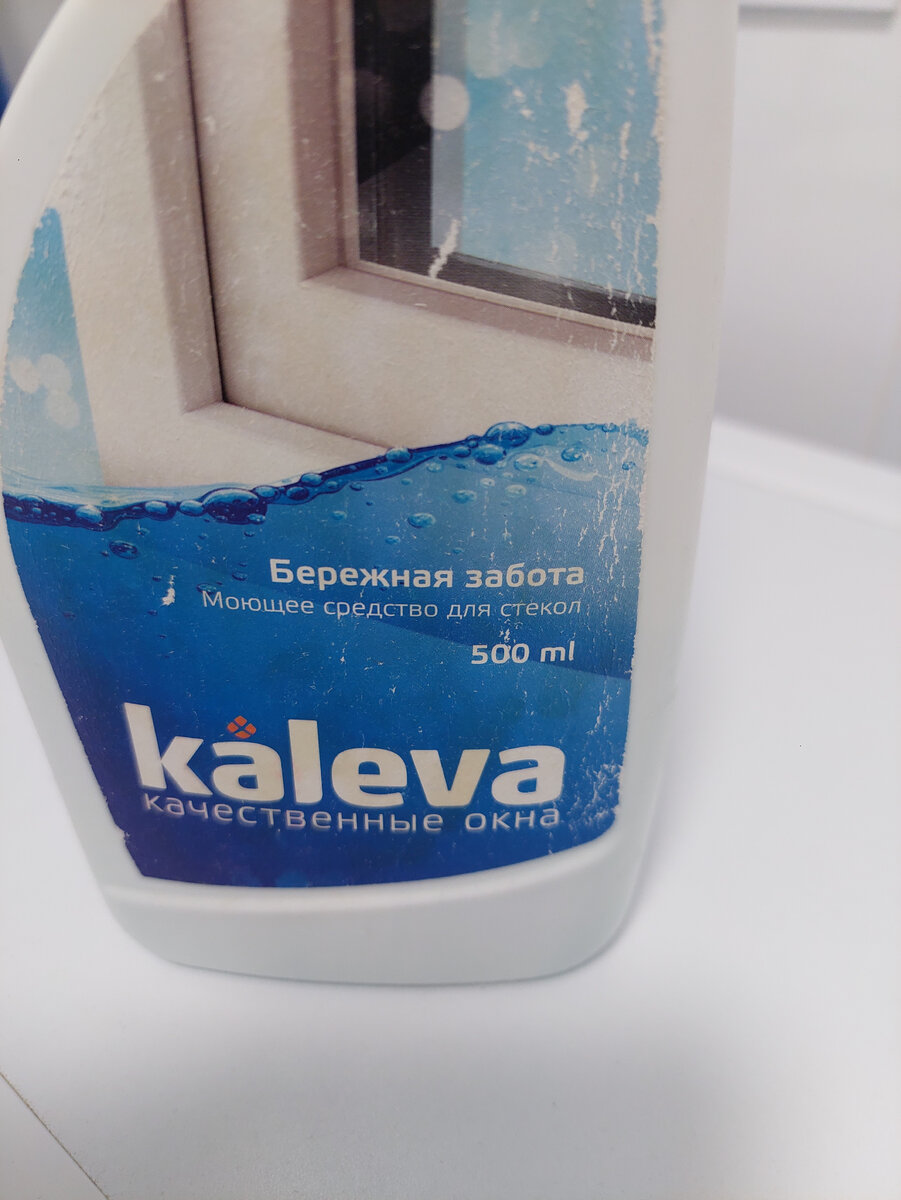 Бережная забота
Моющее средство для стекол
500 ml
kaleva
качественные окна